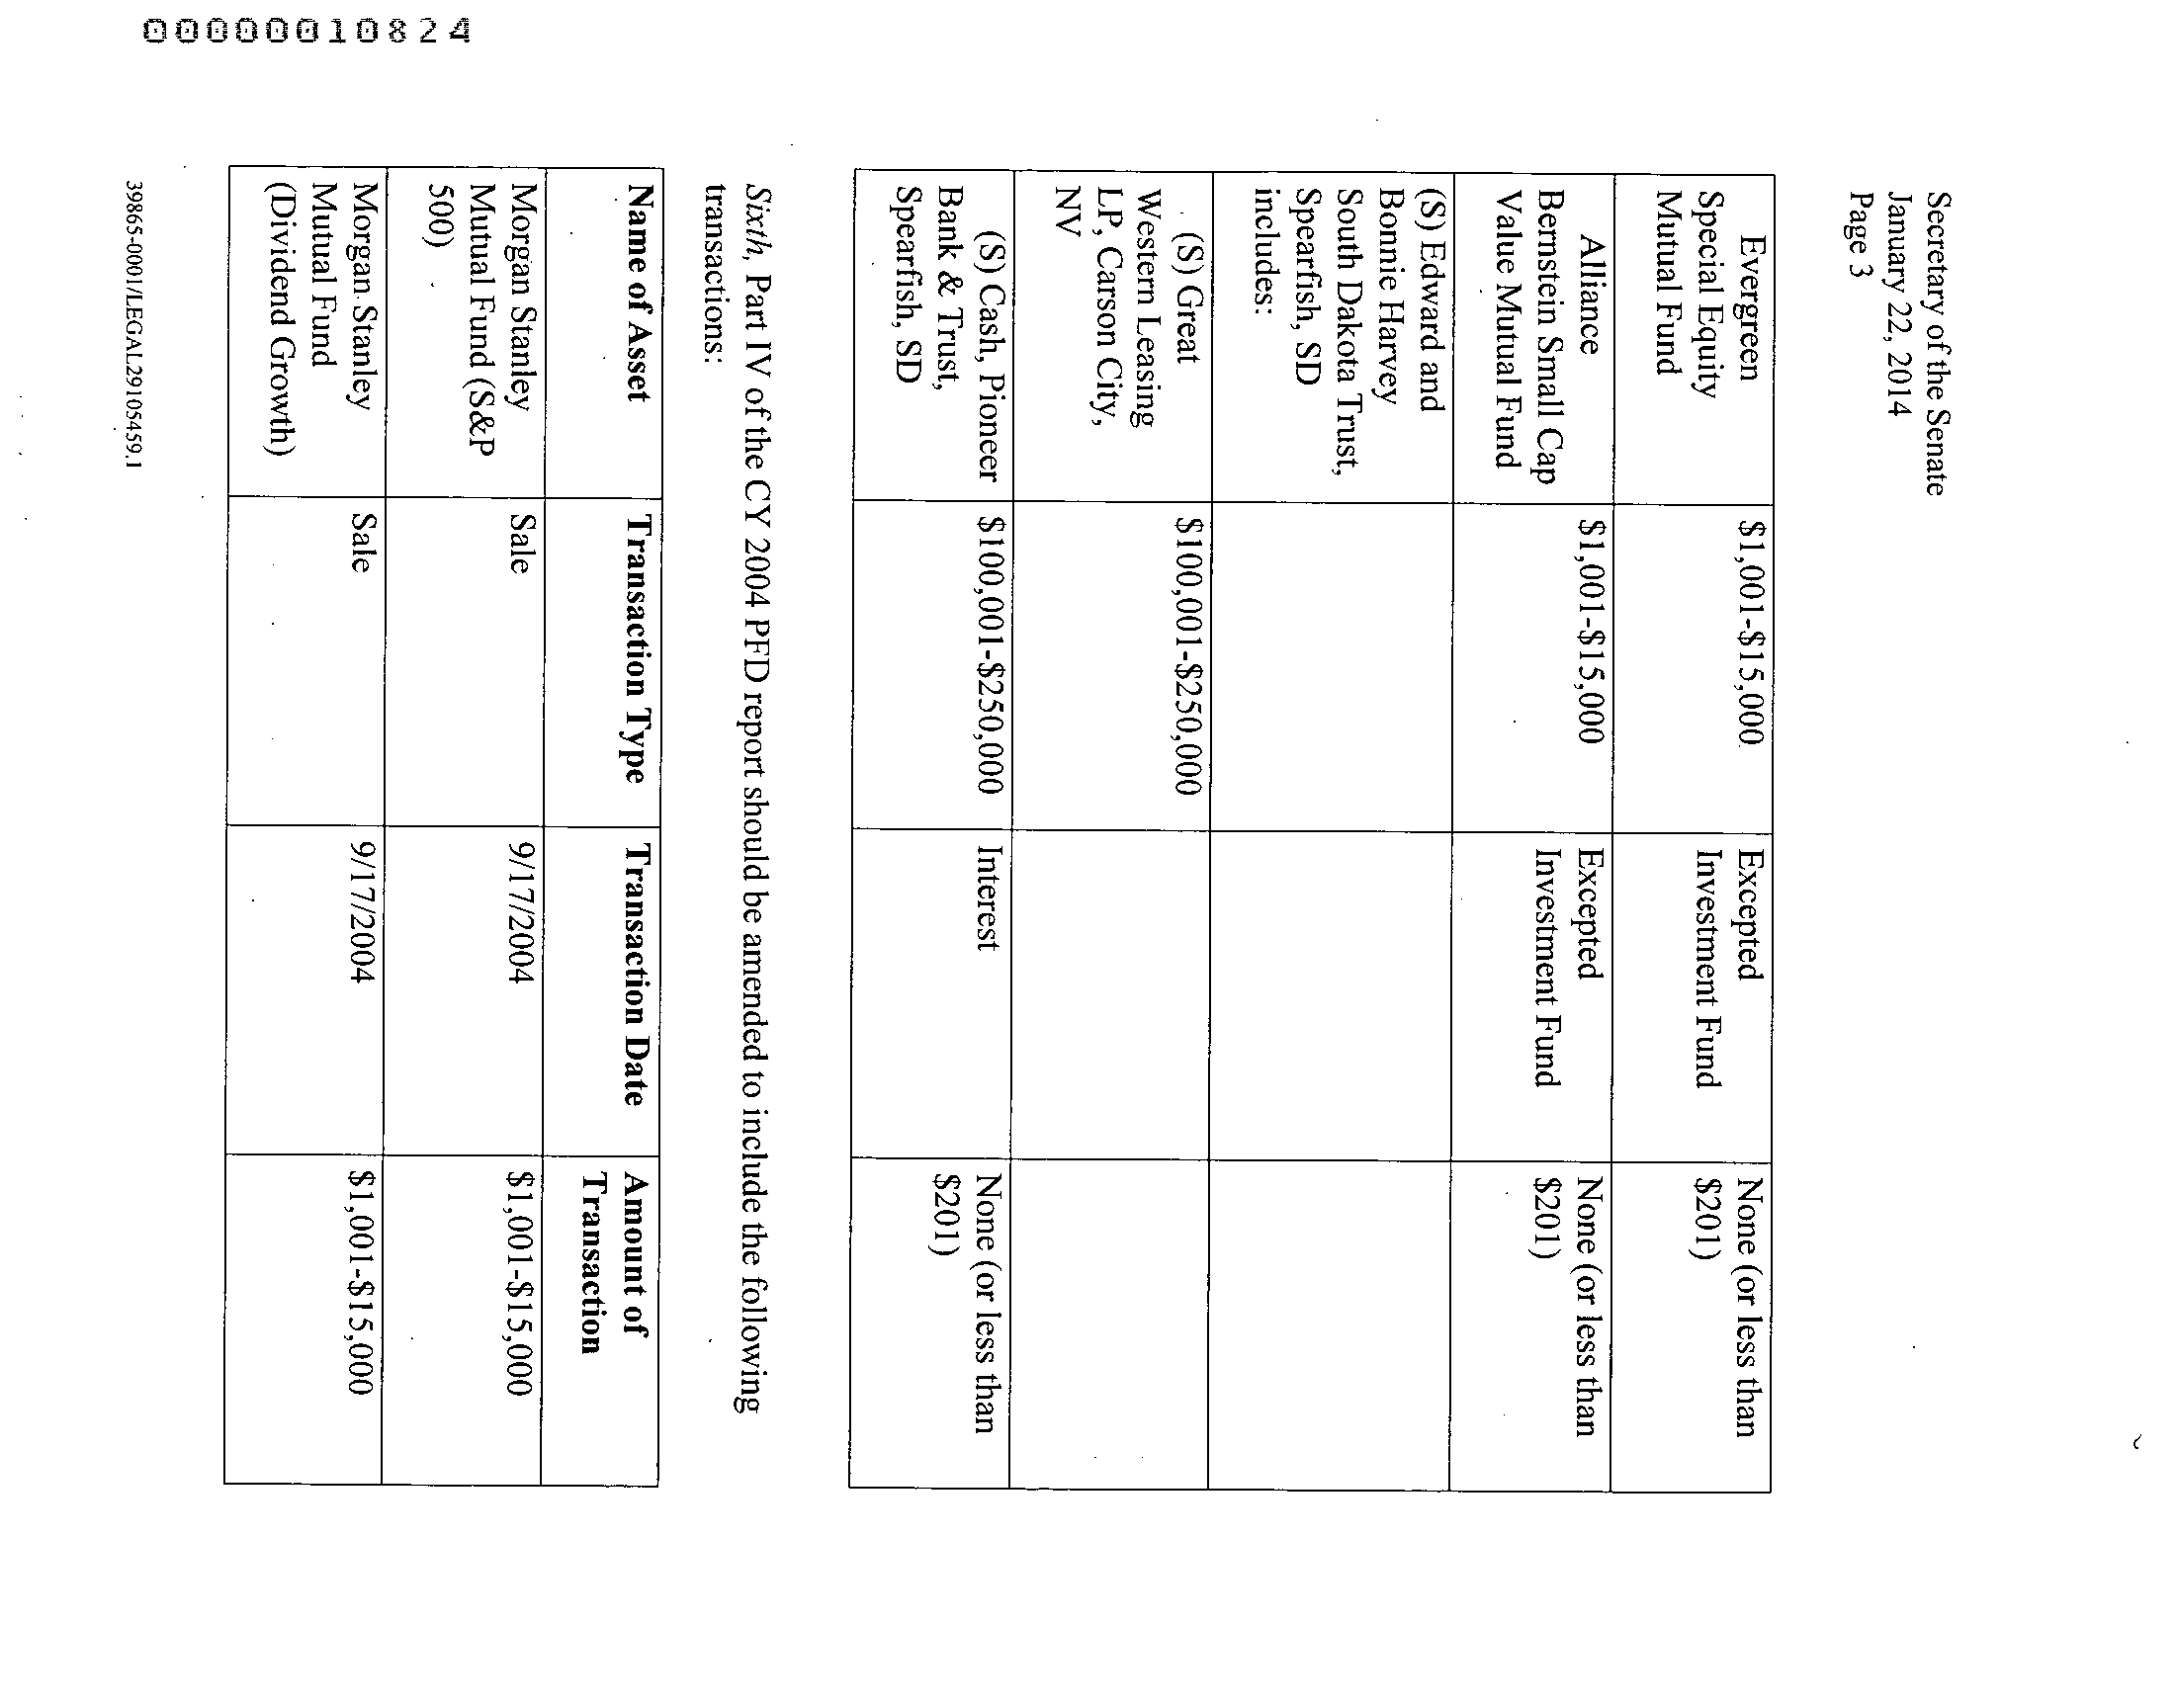 Secretary of the Senate
January 22, 2014
Page 3
Evergreen
Special Equity
Mutual Fund
$1,001-$15,000
Excepted
Investment Fund
None (or less than
$201)
Alliance
Bernstein Small Cap
Value Mutual Fund
$1,001-$15,000
Excepted
Investment Fund
None (or less than
$201)
(S) Edward and
Bonnie Harvey
South Dakota Trust,
Spearfish, SD
includes:
(S) Great
Western Leasing
LP, Carson City,
NV
$100,001-$250,000
(S) Cash, Pioneer
Bank & Trust,
Spearfish, SD
$100,001-$250,000
Interest
None (or less than
$201)
Sixth, Part IV of the CY 2004 PFD report should be amended to include the following
transactions:
Name of Asset
Transaction Type
Transaction Date
Amount of
Transaction
Morgan Stanley
Mutual Fund (S&P
500)
Sale
9/17/2004
$1,001-$15,000
Morgan Stanley
Mutual Fund
(Dividend Growth)
Sale
9/17/2004
$1,001-$15,000
39865-0001/LEGAL29105459.1
00000010824